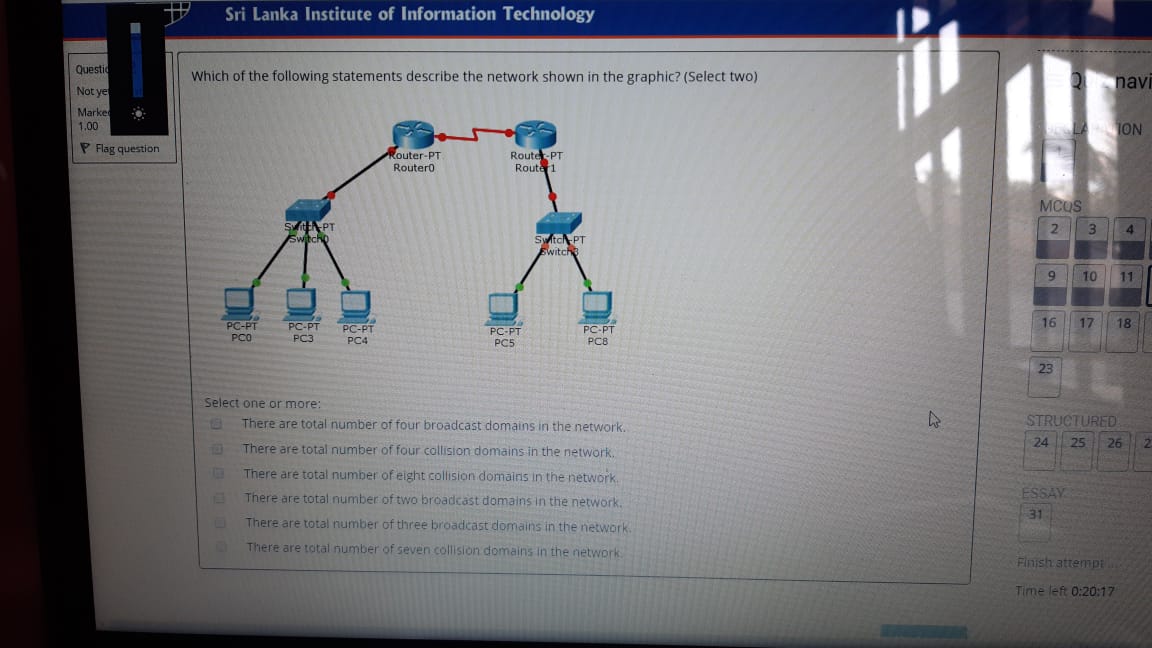 Sri Lanka Institute of Information Technology
Not ye
Marke
1.00
Flag question
Which of the following statements describe the network shown in the graphic? (Select two)
Router-PT
Router0
Router-PT
Router1
Switch-PT
Switch0
Switch-PT
Switch3
PC-PT
PC0
PC-PT
PC3
PC-PT
PC4
PC-PT
PC5
PC-PT
PC8
Select one or more:
There are total number of four broadcast domains in the network.
There are total number of four collision domains in the network.
There are total number of eight collision domains in the network.
There are total number of two broadcast domains in the network.
There are total number of three broadcast domains in the network.
There are total number of seven collision domains in the network.
navi
MCQS
2 3 4
9 10 11
16 17 18
23
STRUCTURED
24 25 26 2
ESSAY
31
Finish attempt ...
Time left 0:20:17